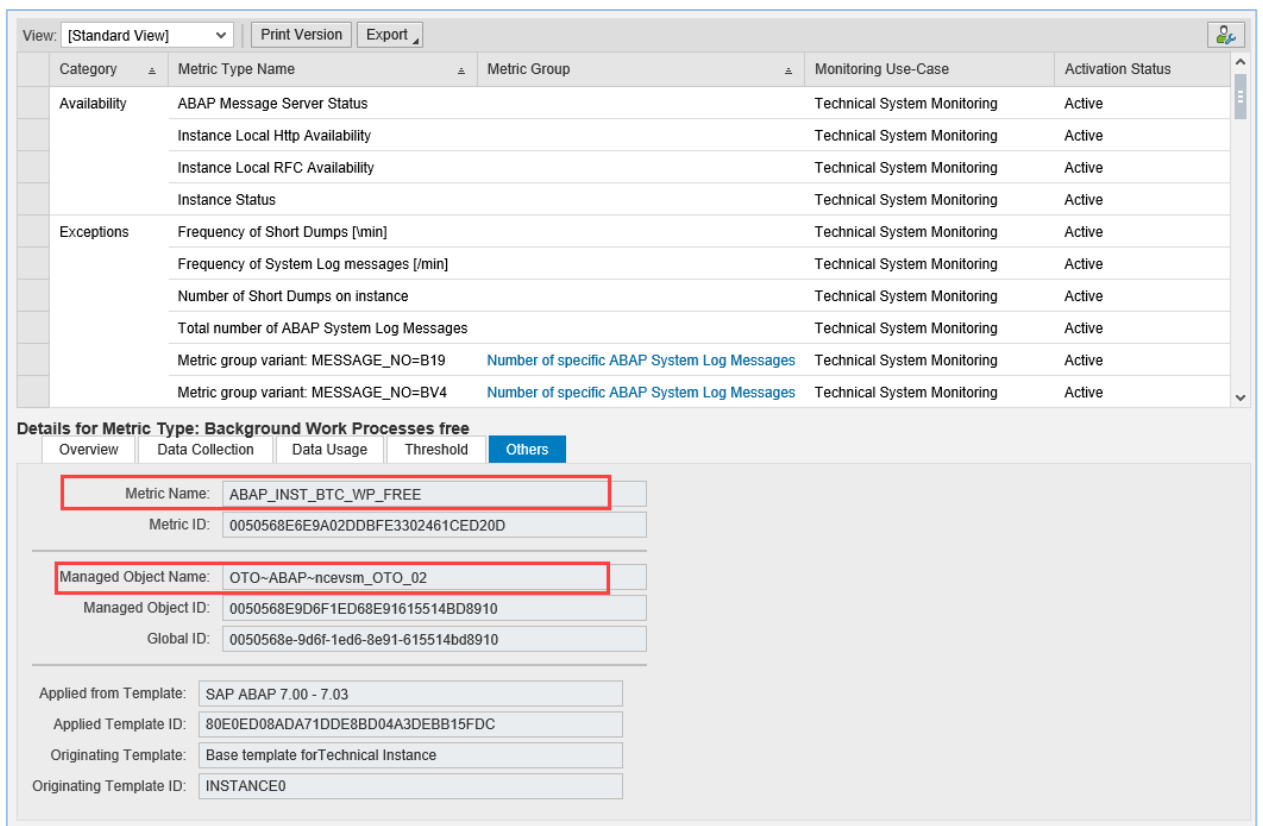 View: [Standard View] Print Version Export
Category Metric Type Name Metric Group Monitoring Use-Case Activation Status
Availability ABAP Message Server Status Technical System Monitoring Active
Instance Local Http Availability Technical System Monitoring Active
Instance Local RFC Availability Technical System Monitoring Active
Instance Status Technical System Monitoring Active
Exceptions Frequency of Short Dumps [\min] Technical System Monitoring Active
Frequency of System Log messages [/min] Technical System Monitoring Active
Number of Short Dumps on instance Technical System Monitoring Active
Total number of ABAP System Log Messages Technical System Monitoring Active
Metric group variant: MESSAGE_NO=B19 Number of specific ABAP System Log Messages Technical System Monitoring Active
Metric group variant: MESSAGE_NO=BV4 Number of specific ABAP System Log Messages Technical System Monitoring Active
Details for Metric Type: Background Work Processes free
Overview Data Collection Data Usage Threshold Others
Metric Name: ABAP_INST_BTC_WP_FREE
Metric ID: 0050568E6E9A02DDBFE3302461CED20D
Managed Object Name: OTO~ABAP~ncevsm_OTO_02
Managed Object ID: 0050568E9D6F1ED68E91615514BD8910
Global ID: 0050568e-9d6f-1ed6-8e91-615514bd8910
Applied from Template: SAP ABAP 7.00 - 7.03
Applied Template ID: 80E0ED08ADA71DDE8BD04A3DEBB15FDC
Originating Template: Base template forTechnical Instance
Originating Template ID: INSTANCE0